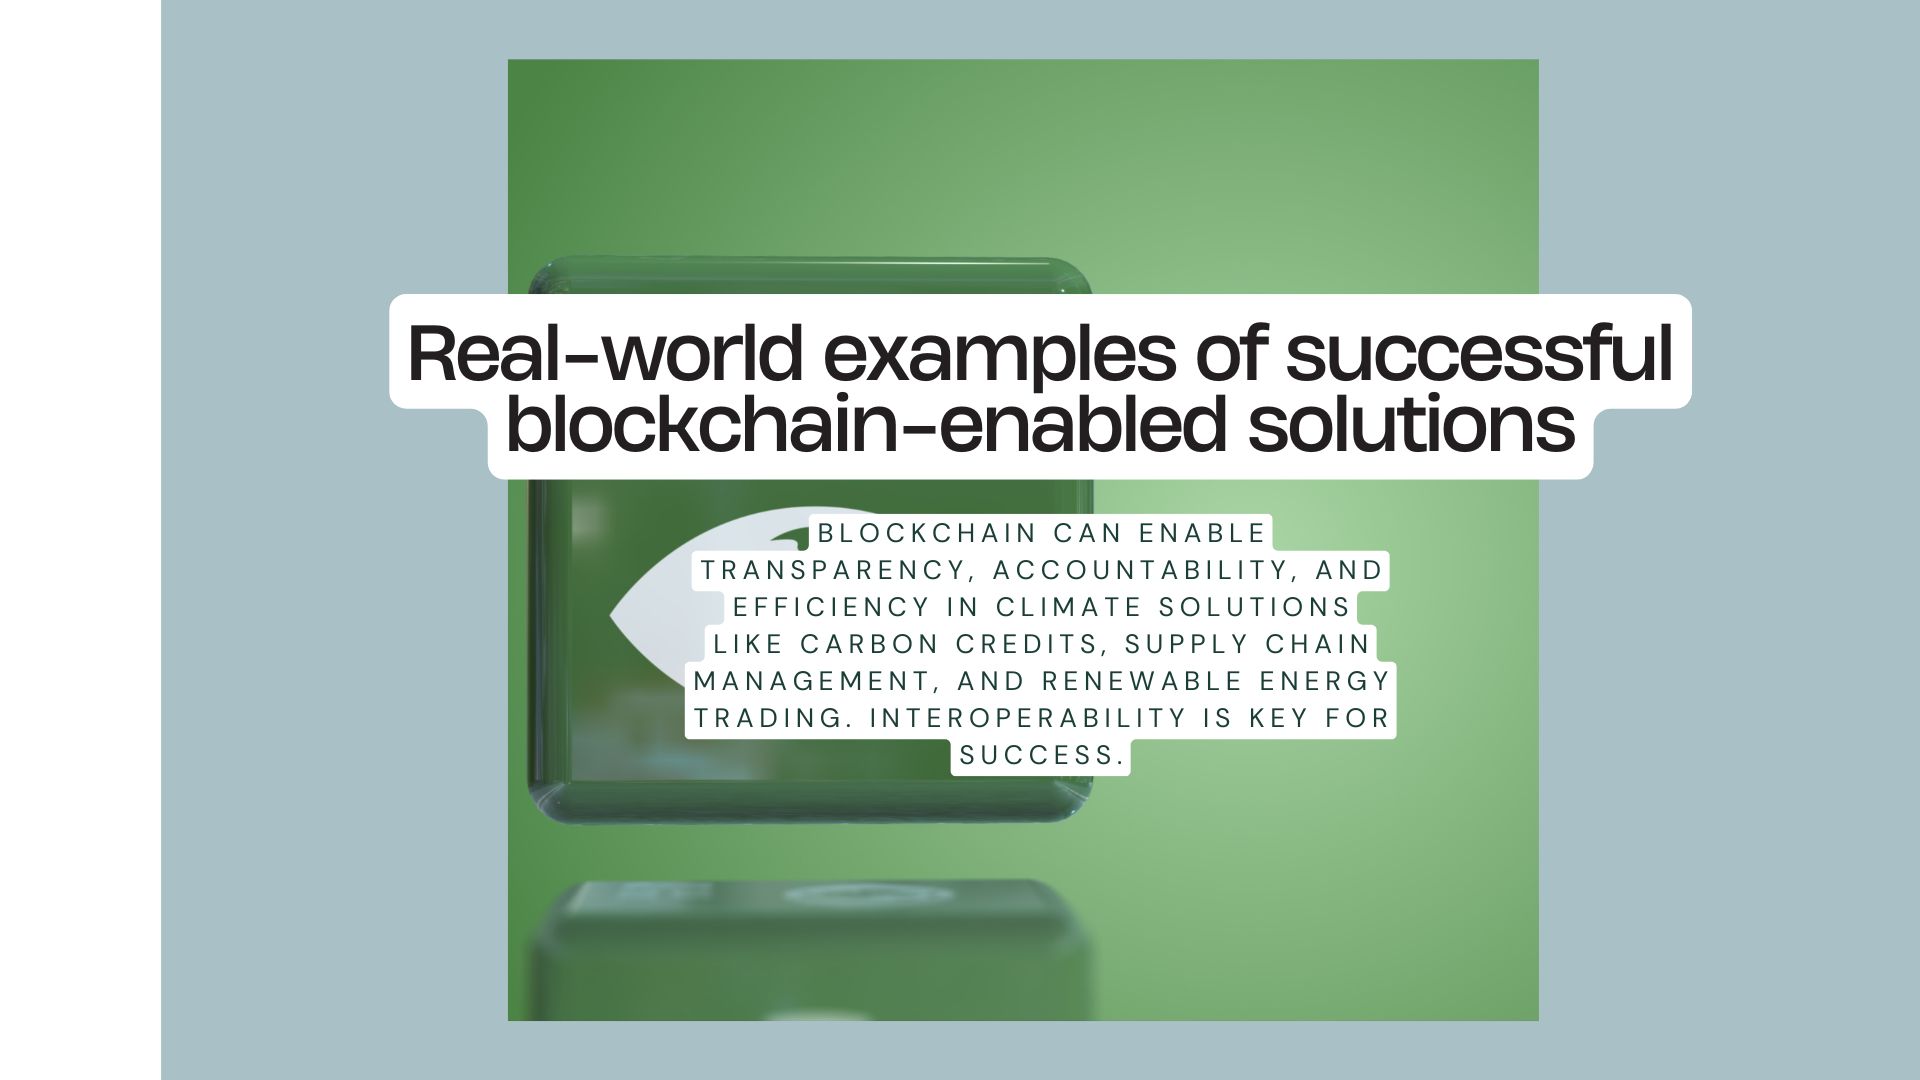 Real-world examples of successful
blockchain-enabled solutions
BLOCKCHAIN CAN ENABLE
TRANSPARENCY, ACCOUNTABILITY, AND
EFFICIENCY IN CLIMATE SOLUTIONS
LIKE CARBON CREDITS, SUPPLY CHAIN
MANAGEMENT, AND RENEWABLE ENERGY
TRADING. INTEROPERABILITY IS KEY FOR
SUCCESS.